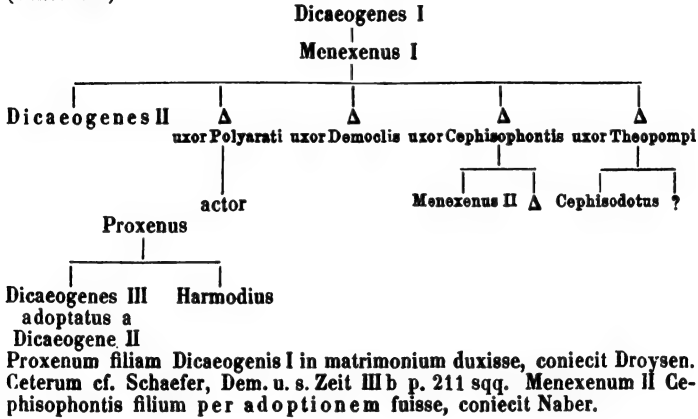 Dicaeogenes I
Menexenus I
Dicaeogenes II Δ Δ Δ Δ
uxor Polyarati uxor Democlis uxor Cephisophontis uxor Theopompi
actor Menexenus II Δ Cephisodotus ?
Proxenus
Dicaeogenes III Harmodius
adoptatus a
Dicaeogene II
Proxenum filiam Dicaeogenis I in matrimonium duxisse, coniecit Droysen.
Ceterum cf. Schaefer, Dem. u. s. Zeit III b p. 211 sqq. Menexenum II Ce-
phisophontis filium per adoptionem fuisse, coniecit Naber.